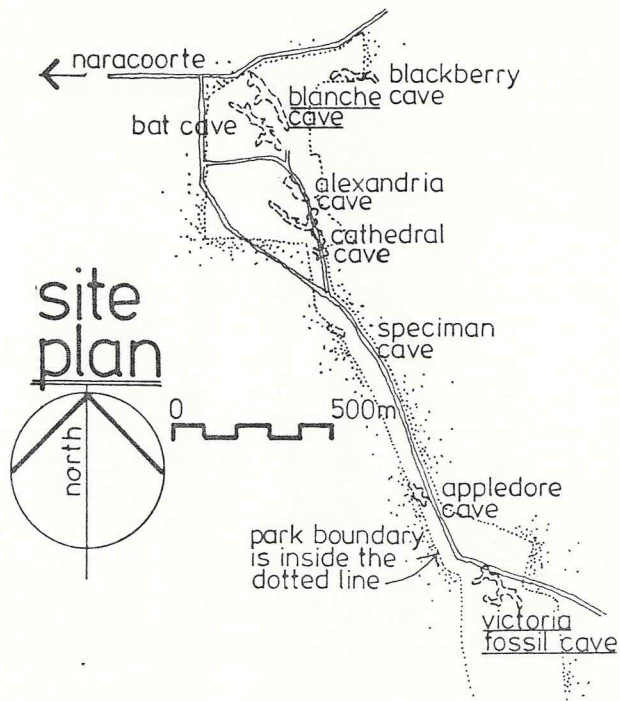 naracoorte
blackberry
cave
blanche
cave
bat cave
alexandria
cave
cathedral
cave
site
plan
speciman
cave
0 500m
north
appledore
cave
park boundary
is inside the
dotted line
victoria
fossil cave